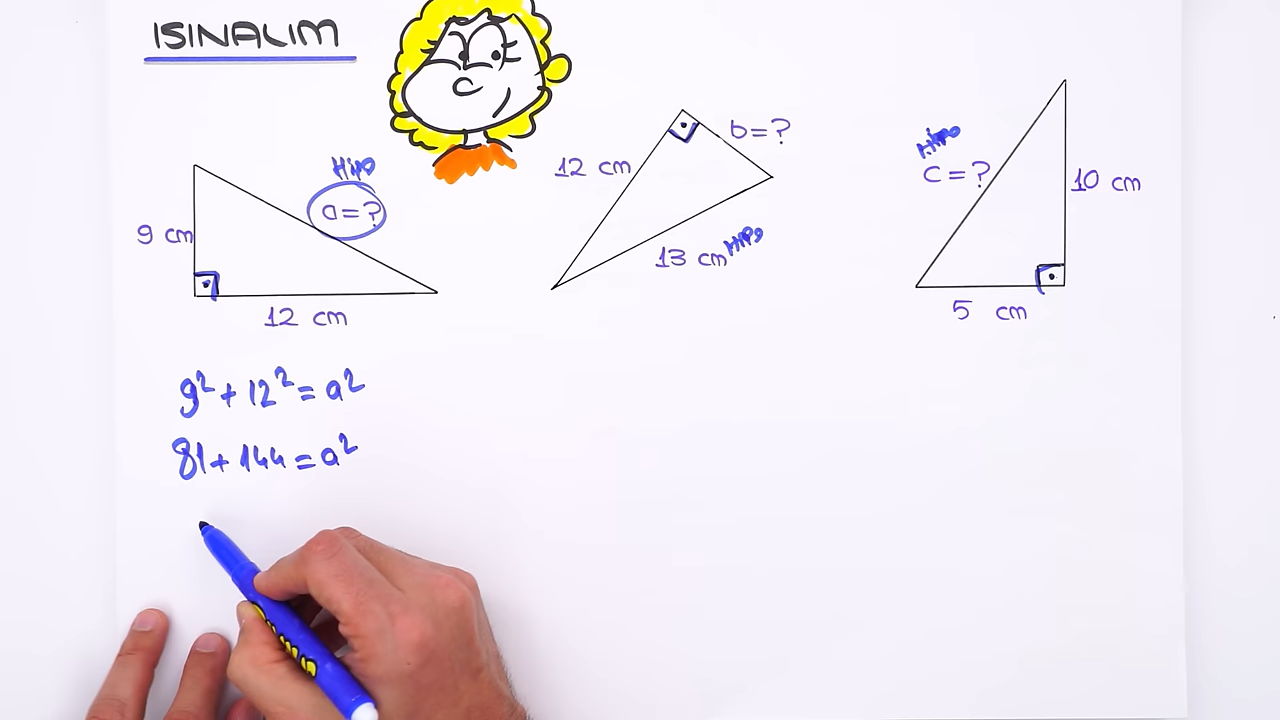 ISINALIM
9 cm
Hipo
a=?
12 cm
12 cm
b=?
13 cm Hipo
Hipo
c=?
10 cm
5 cm
9²+12²=a²
81+144=a²